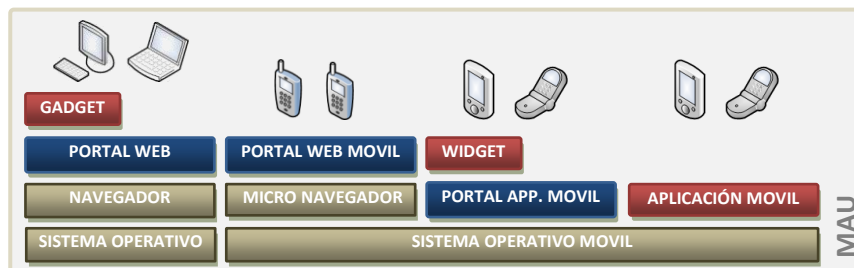 GADGET
PORTAL WEB
PORTAL WEB MOVIL
WIDGET
NAVEGADOR
MICRO NAVEGADOR
PORTAL APP. MOVIL
APLICACIÓN MOVIL
SISTEMA OPERATIVO
SISTEMA OPERATIVO MOVIL
MAU